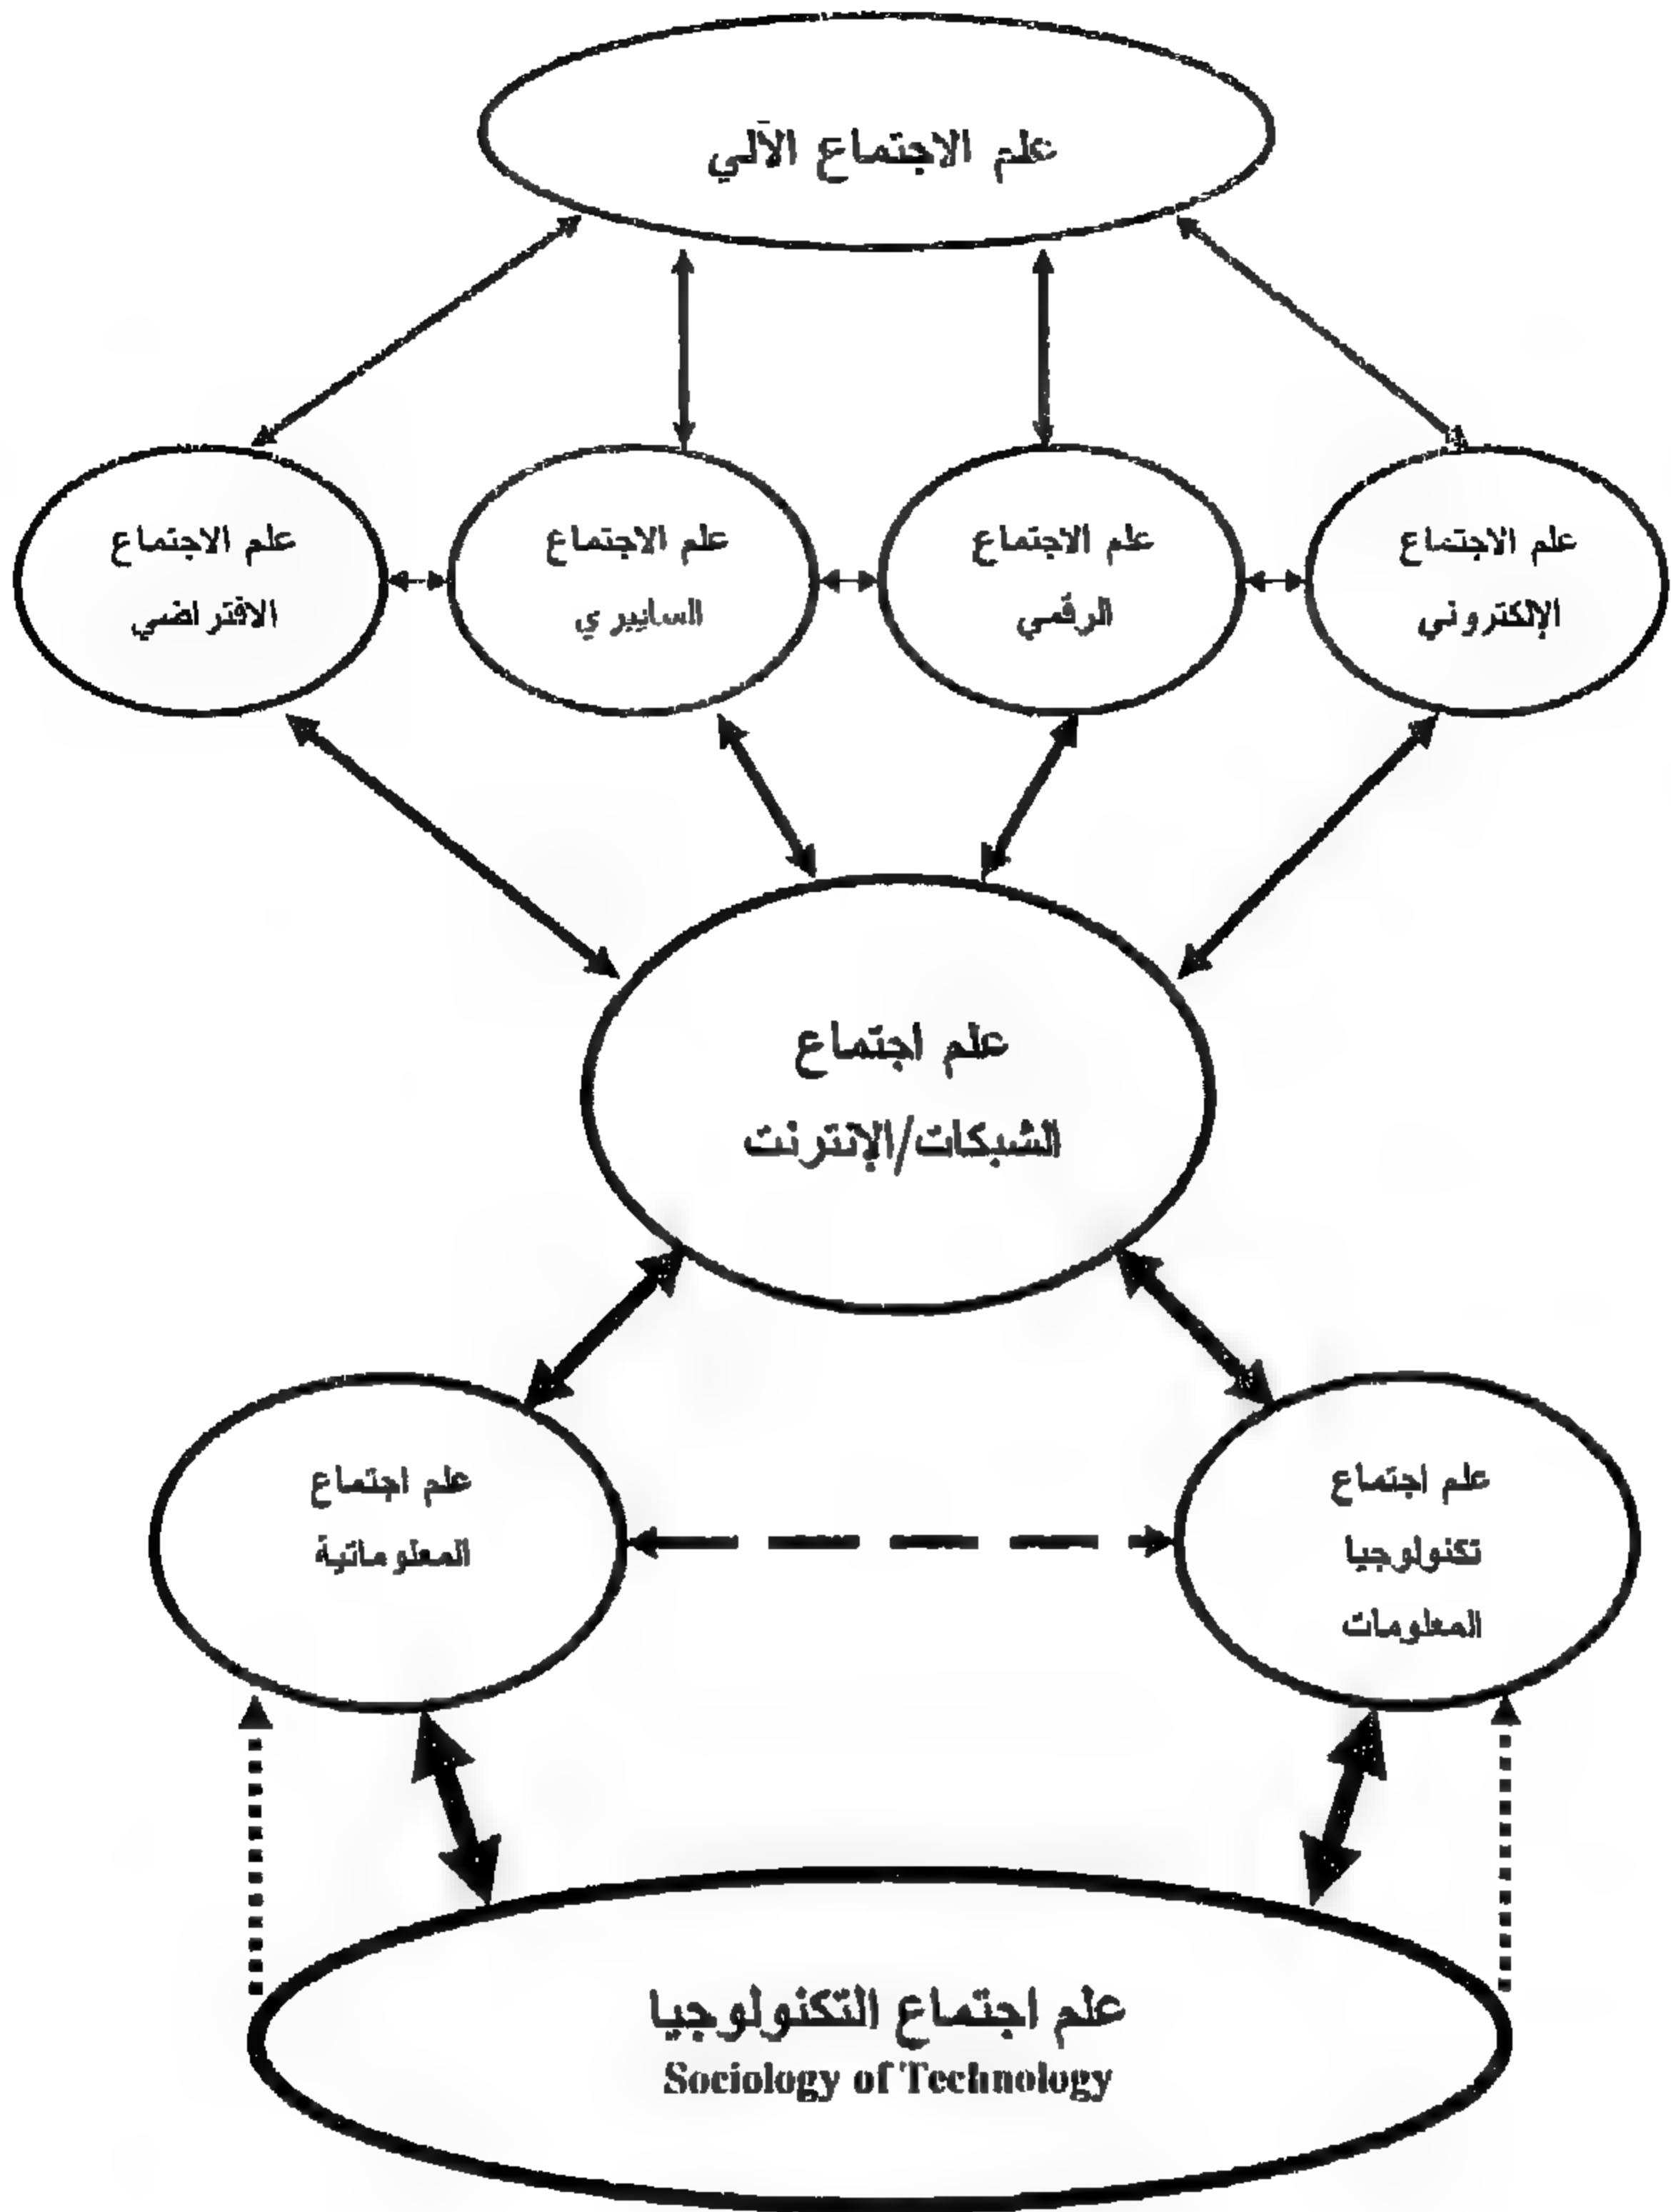 علم الاجتماع الآلي
علم الاجتماع
الإلكتروني
علم الاجتماع
الرقمي
علم الاجتماع
السايبري
علم الاجتماع
الافتراضي
علم اجتماع
الشبكات/الإنترنت
علم اجتماع
تكنولوجيا
المعلومات
علم اجتماع
المعلوماتية
علم اجتماع التكنولوجيا
Sociology of Technology